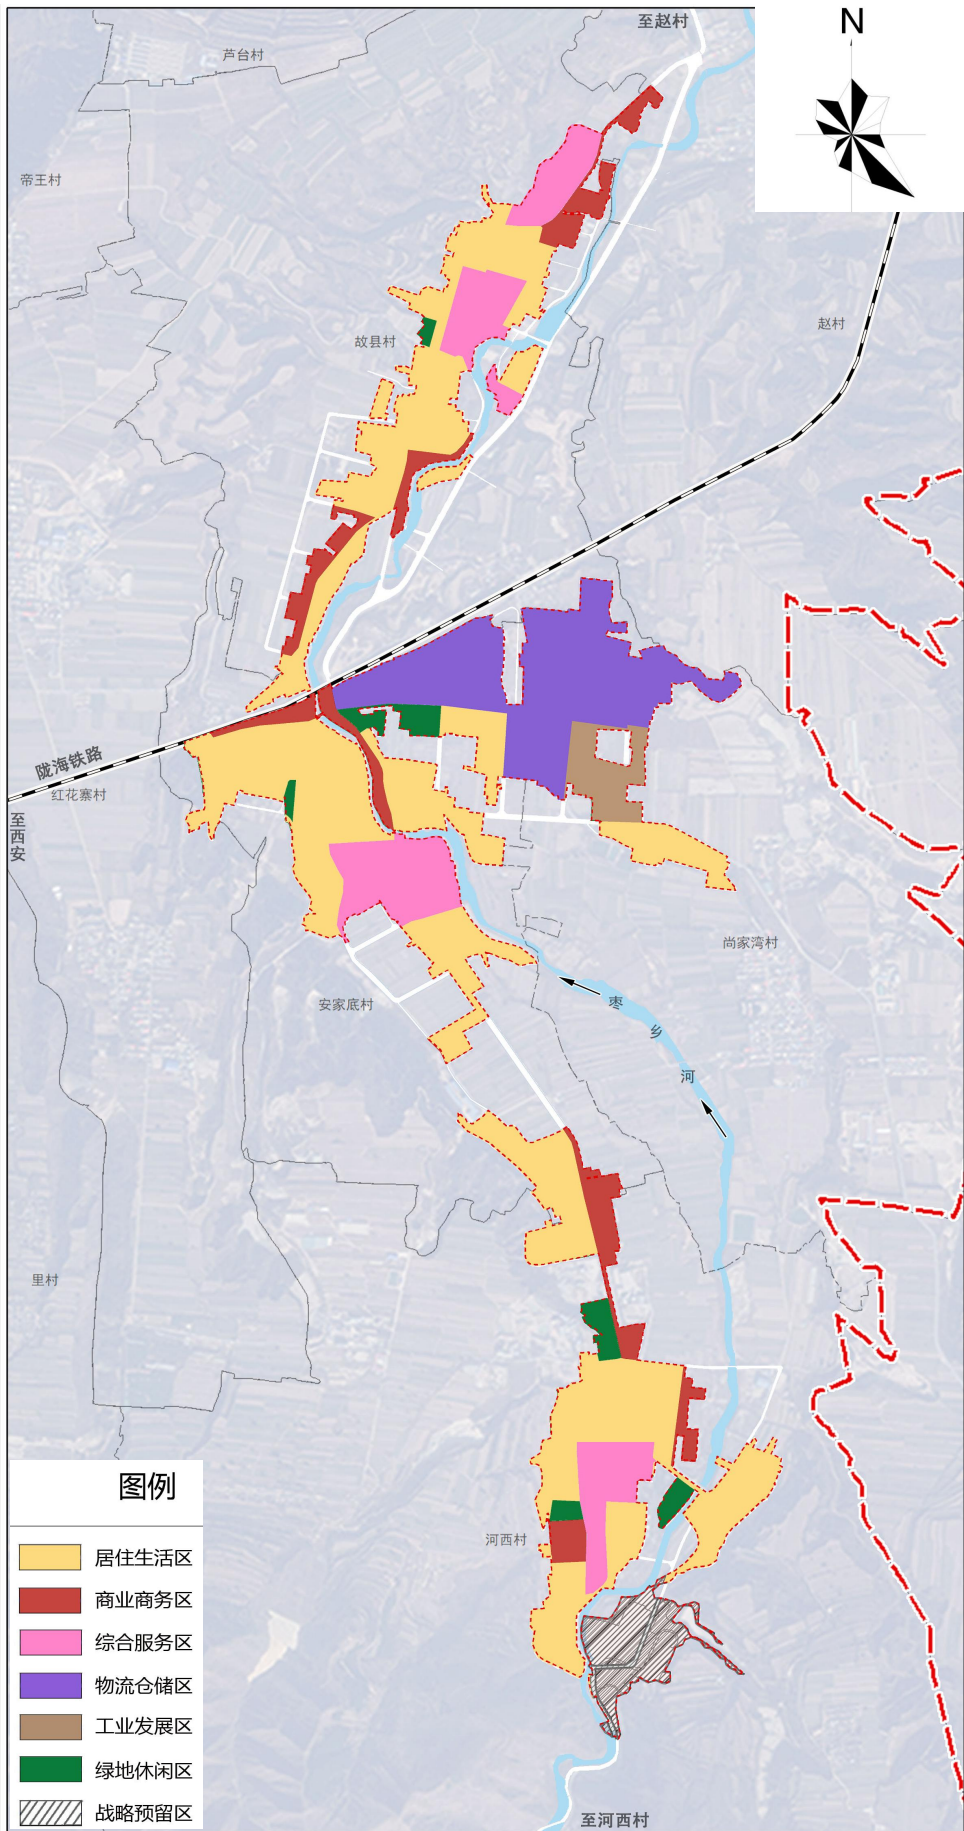 至赵村
N
芦台村
帝王村
赵村
故县村
陇海铁路
红花寨村
至西安
尚家湾村
安家底村
枣乡河
里村
河西村
图例
居住生活区
商业商务区
综合服务区
物流仓储区
工业发展区
绿地休闲区
战略预留区
至河西村